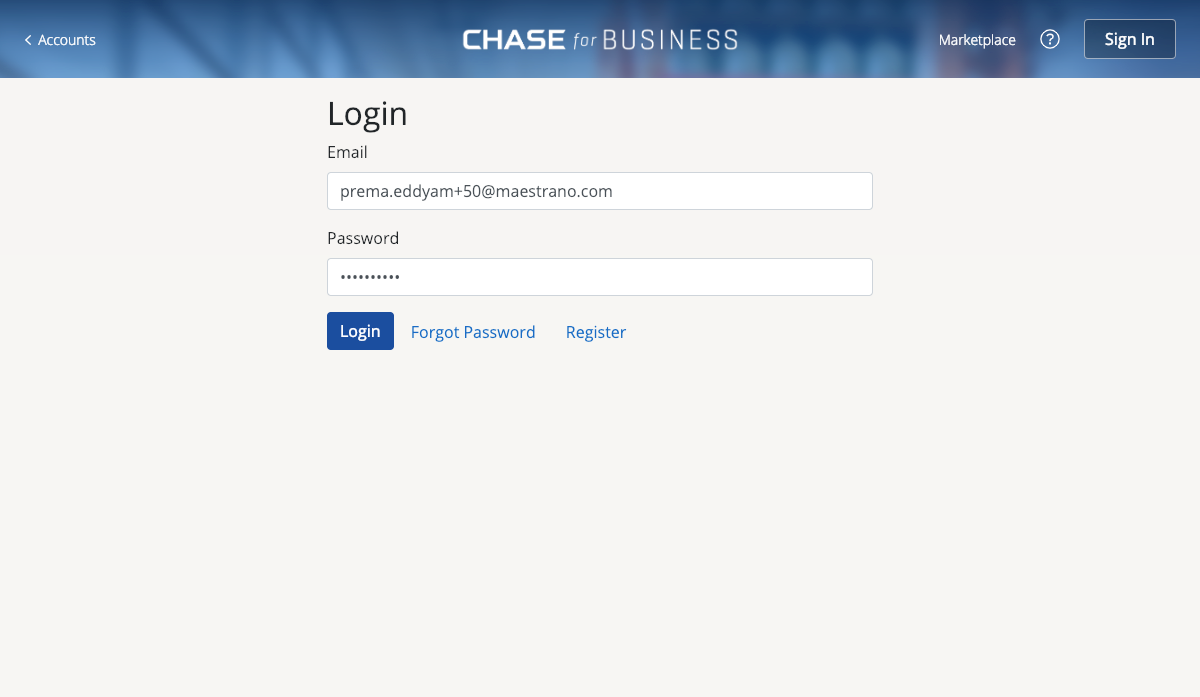 Accounts
CHASE for BUSINESS
Marketplace
?
Sign In
Login
Email
prema.eddyam+50@maestrano.com
Password
••••••••••
Login
Forgot Password
Register